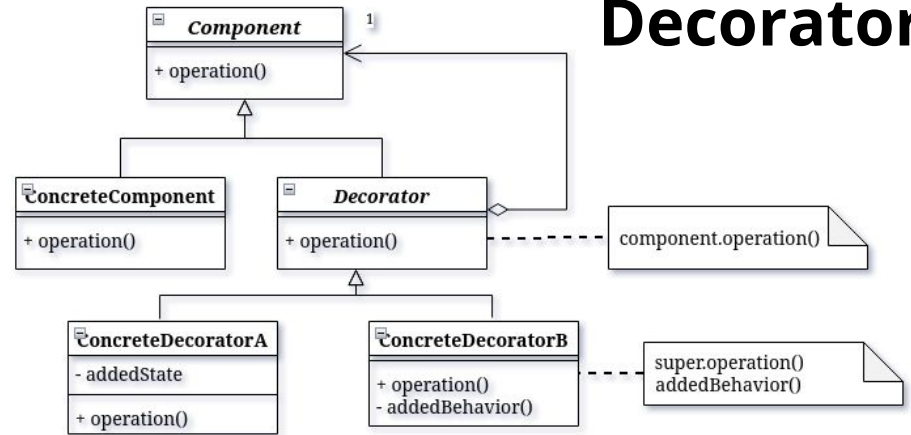 Decorator
Component
1
+ operation()
ConcreteComponent
+ operation()
Decorator
+ operation()
component.operation()
ConcreteDecoratorA
- addedState
+ operation()
ConcreteDecoratorB
+ operation()
- addedBehavior()
super.operation()
addedBehavior()